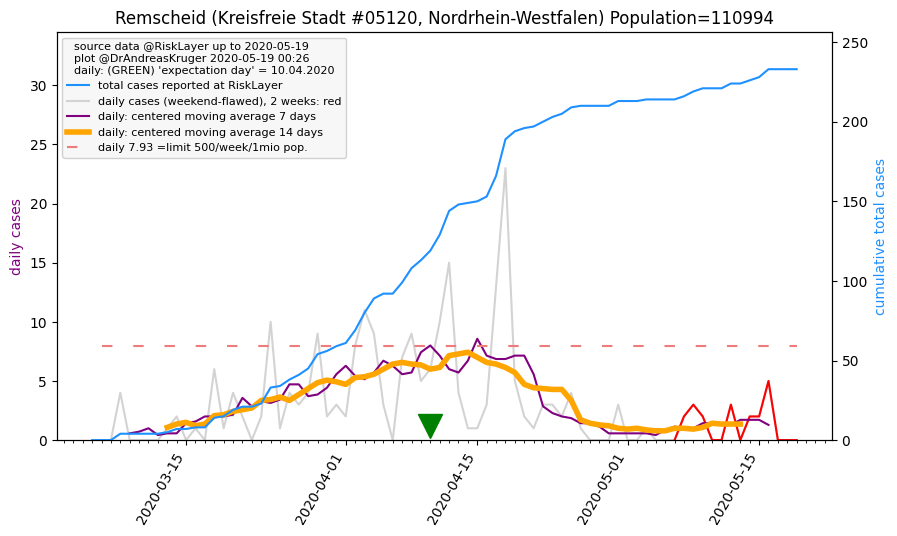 Remscheid (Kreisfreie Stadt #05120, Nordrhein-Westfalen) Population=110994
source data @RiskLayer up to 2020-05-19
plot @DrAndreasKruger 2020-05-19 00:26
daily: (GREEN) 'expectation day' = 10.04.2020
total cases reported at RiskLayer
daily cases (weekend-flawed), 2 weeks: red
daily: centered moving average 7 days
daily: centered moving average 14 days
daily 7.93 =limit 500/week/1mio pop.
daily cases
30
25
20
15
10
5
0
cumulative total cases
250
200
150
100
50
0
2020-03-15
2020-04-01
2020-04-15
2020-05-01
2020-05-15